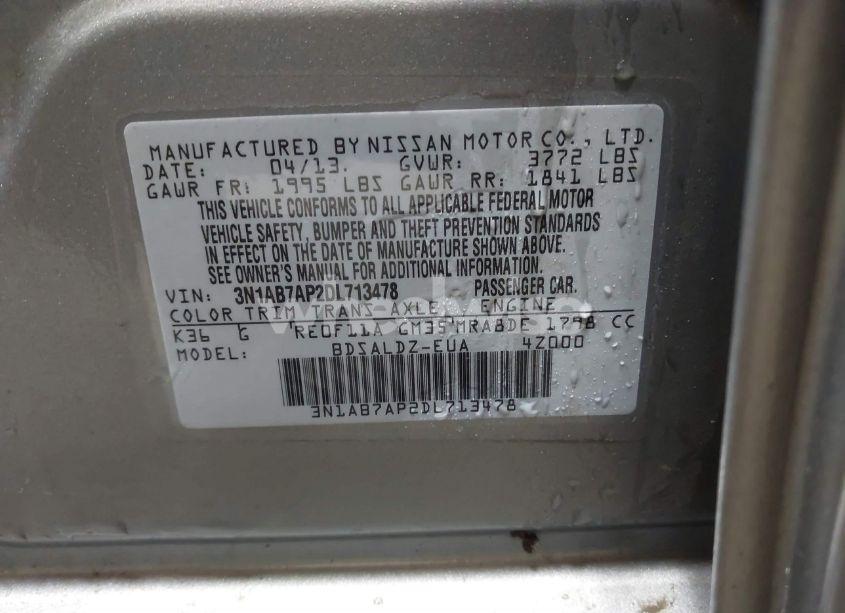 MANUFACTURED BY NISSAN MOTOR CO., LTD.
DATE: 04/13. GVWR: 3772 LBS
GAWR FR: 1995 LBS GAWR RR: 1841 LBS
THIS VEHICLE CONFORMS TO ALL APPLICABLE FEDERAL MOTOR
VEHICLE SAFETY, BUMPER AND THEFT PREVENTION STANDARDS
IN EFFECT ON THE DATE OF MANUFACTURE SHOWN ABOVE.
SEE OWNER'S MANUAL FOR ADDITIONAL INFORMATION.
VIN: 3N1AB7AP2DL713478 PASSENGER CAR.
COLOR TRIM TRANS AXLE ENGINE
K36 G RE0F11A GM35 MRA8DE 1798 CC
MODEL: BDSALDZ-EUA 4Z000
3N1AB7AP2DL713478